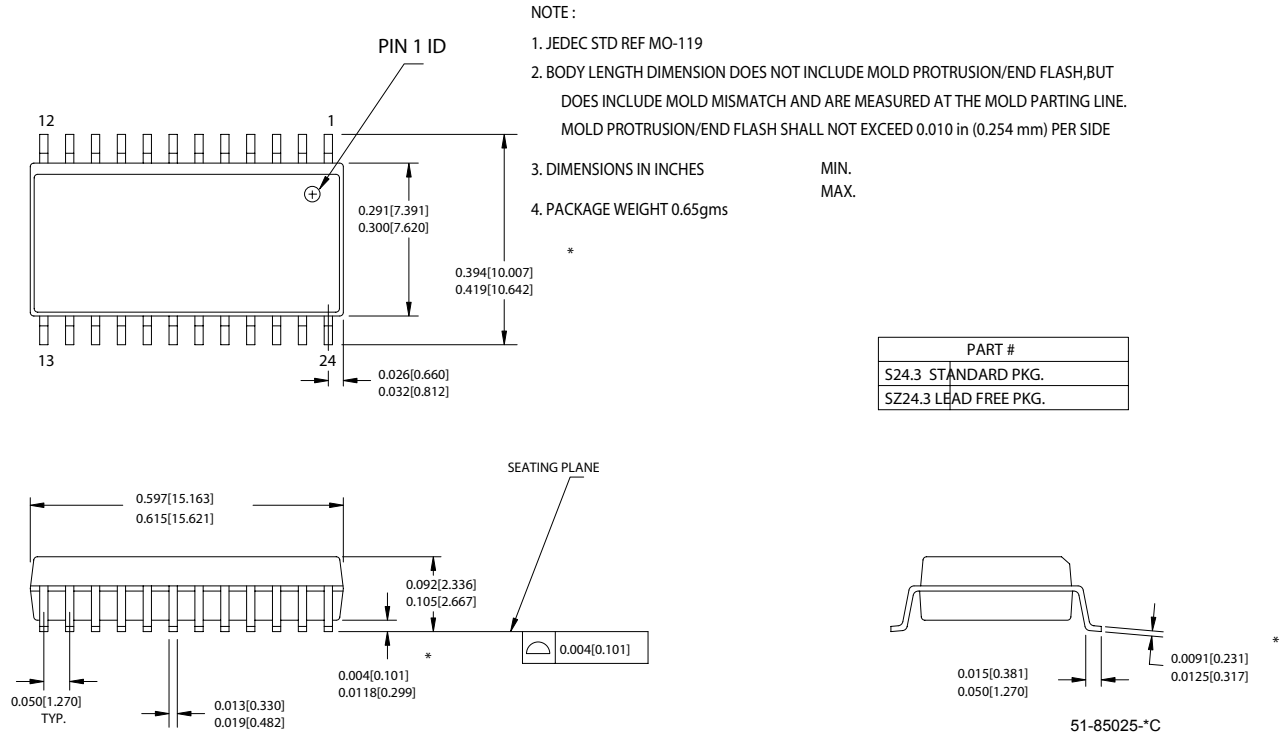 NOTE :
PIN 1 ID
1. JEDEC STD REF MO-119
2. BODY LENGTH DIMENSION DOES NOT INCLUDE MOLD PROTRUSION/END FLASH,BUT
DOES INCLUDE MOLD MISMATCH AND ARE MEASURED AT THE MOLD PARTING LINE.
MOLD PROTRUSION/END FLASH SHALL NOT EXCEED 0.010 in (0.254 mm) PER SIDE
3. DIMENSIONS IN INCHES
MIN.
MAX.
4. PACKAGE WEIGHT 0.65gms
*
12
1
0.291[7.391]
0.300[7.620]
0.394[10.007]
0.419[10.642]
13
24
0.026[0.660]
0.032[0.812]
PART #
S24.3 STANDARD PKG.
SZ24.3 LEAD FREE PKG.
SEATING PLANE
0.597[15.163]
0.615[15.621]
0.092[2.336]
0.105[2.667]
*
0.004[0.101]
0.004[0.101]
0.0118[0.299]
0.050[1.270]
TYP.
0.013[0.330]
0.019[0.482]
0.015[0.381]
0.050[1.270]
*
0.0091[0.231]
0.0125[0.317]
51-85025-*C